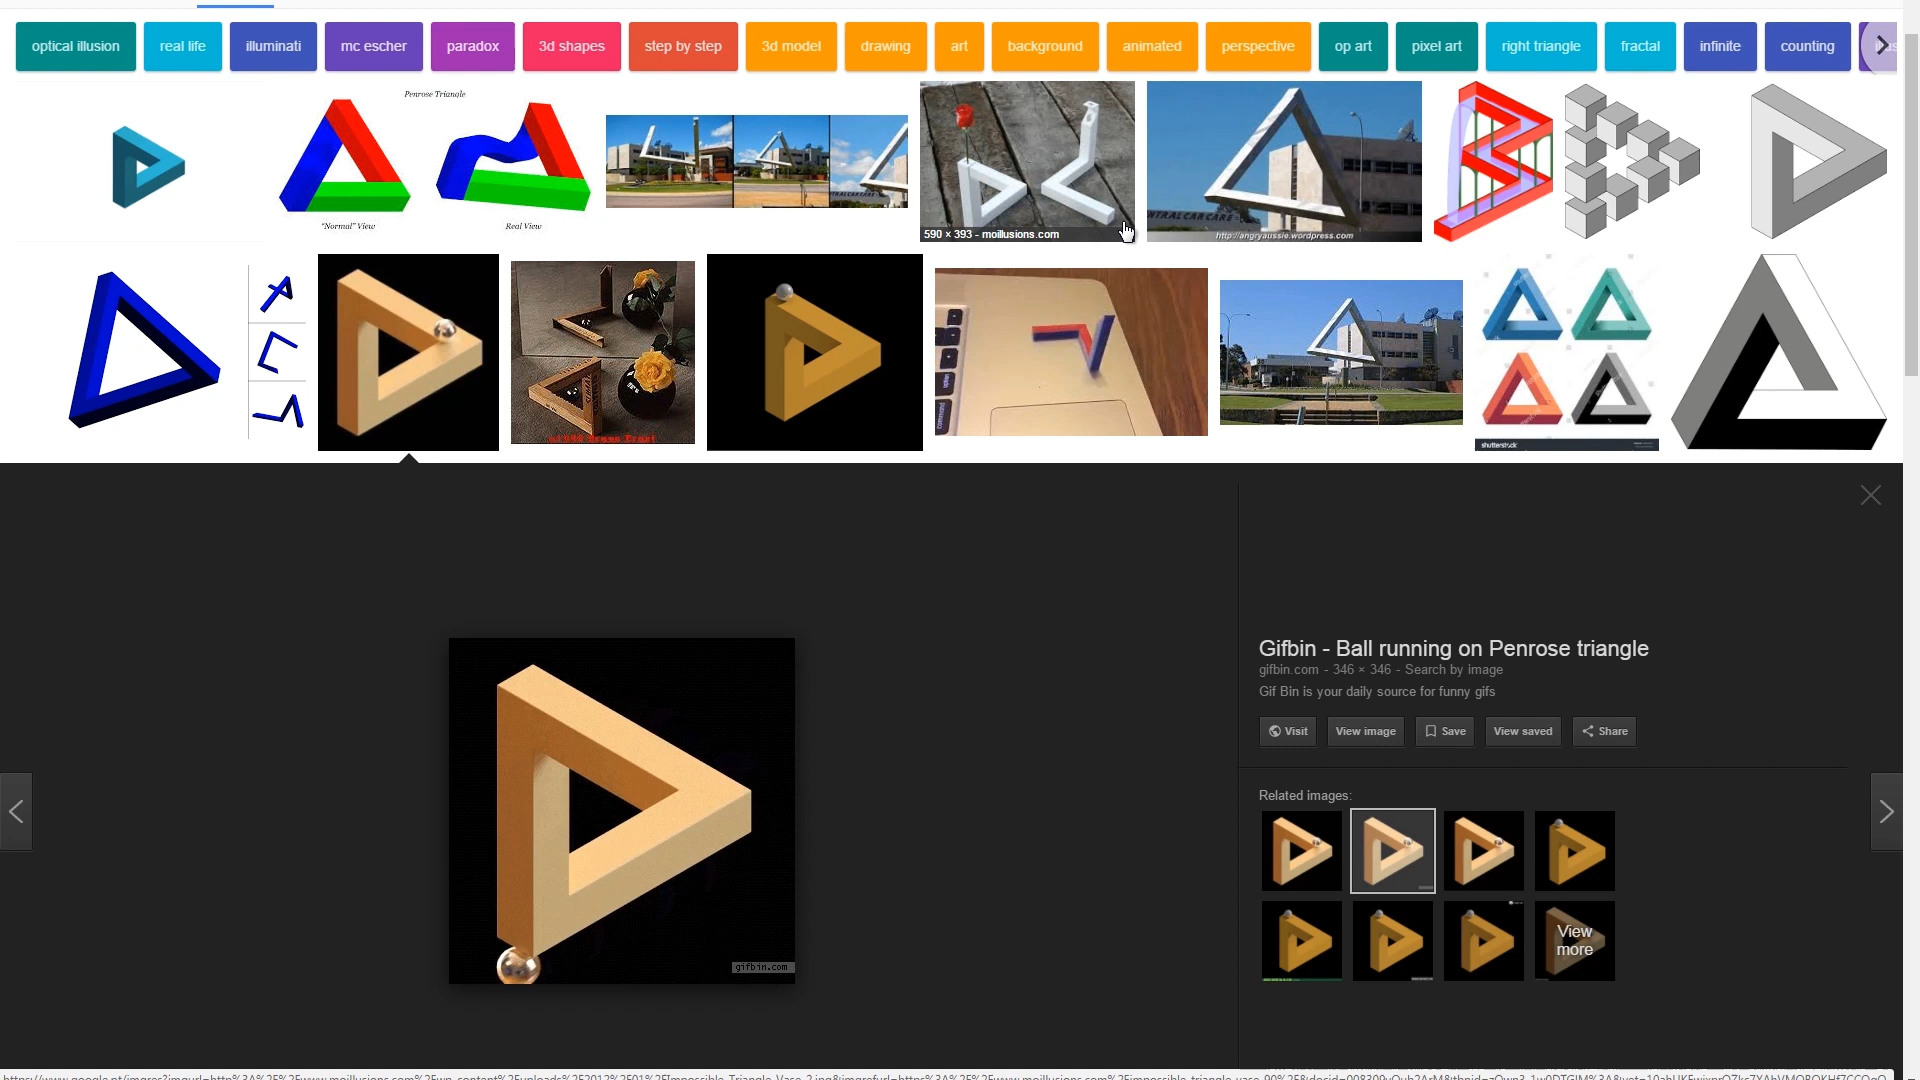 optical illusion
real life
illuminati
mc escher
paradox
3d shapes
step by step
3d model
drawing
art
background
animated
perspective
op art
pixel art
right triangle
fractal
infinite
counting
Penrose Triangle
"Normal" View
Real View
590 × 393 - moillusions.com
NTRAL CAR CARE
http://angryaussie.wordpress.com
shutterstock
gifbin.com
Gifbin - Ball running on Penrose triangle
gifbin.com - 346 × 346 - Search by image
Gif Bin is your daily source for funny gifs
Visit
View image
Save
View saved
Share
Related images:
View
more